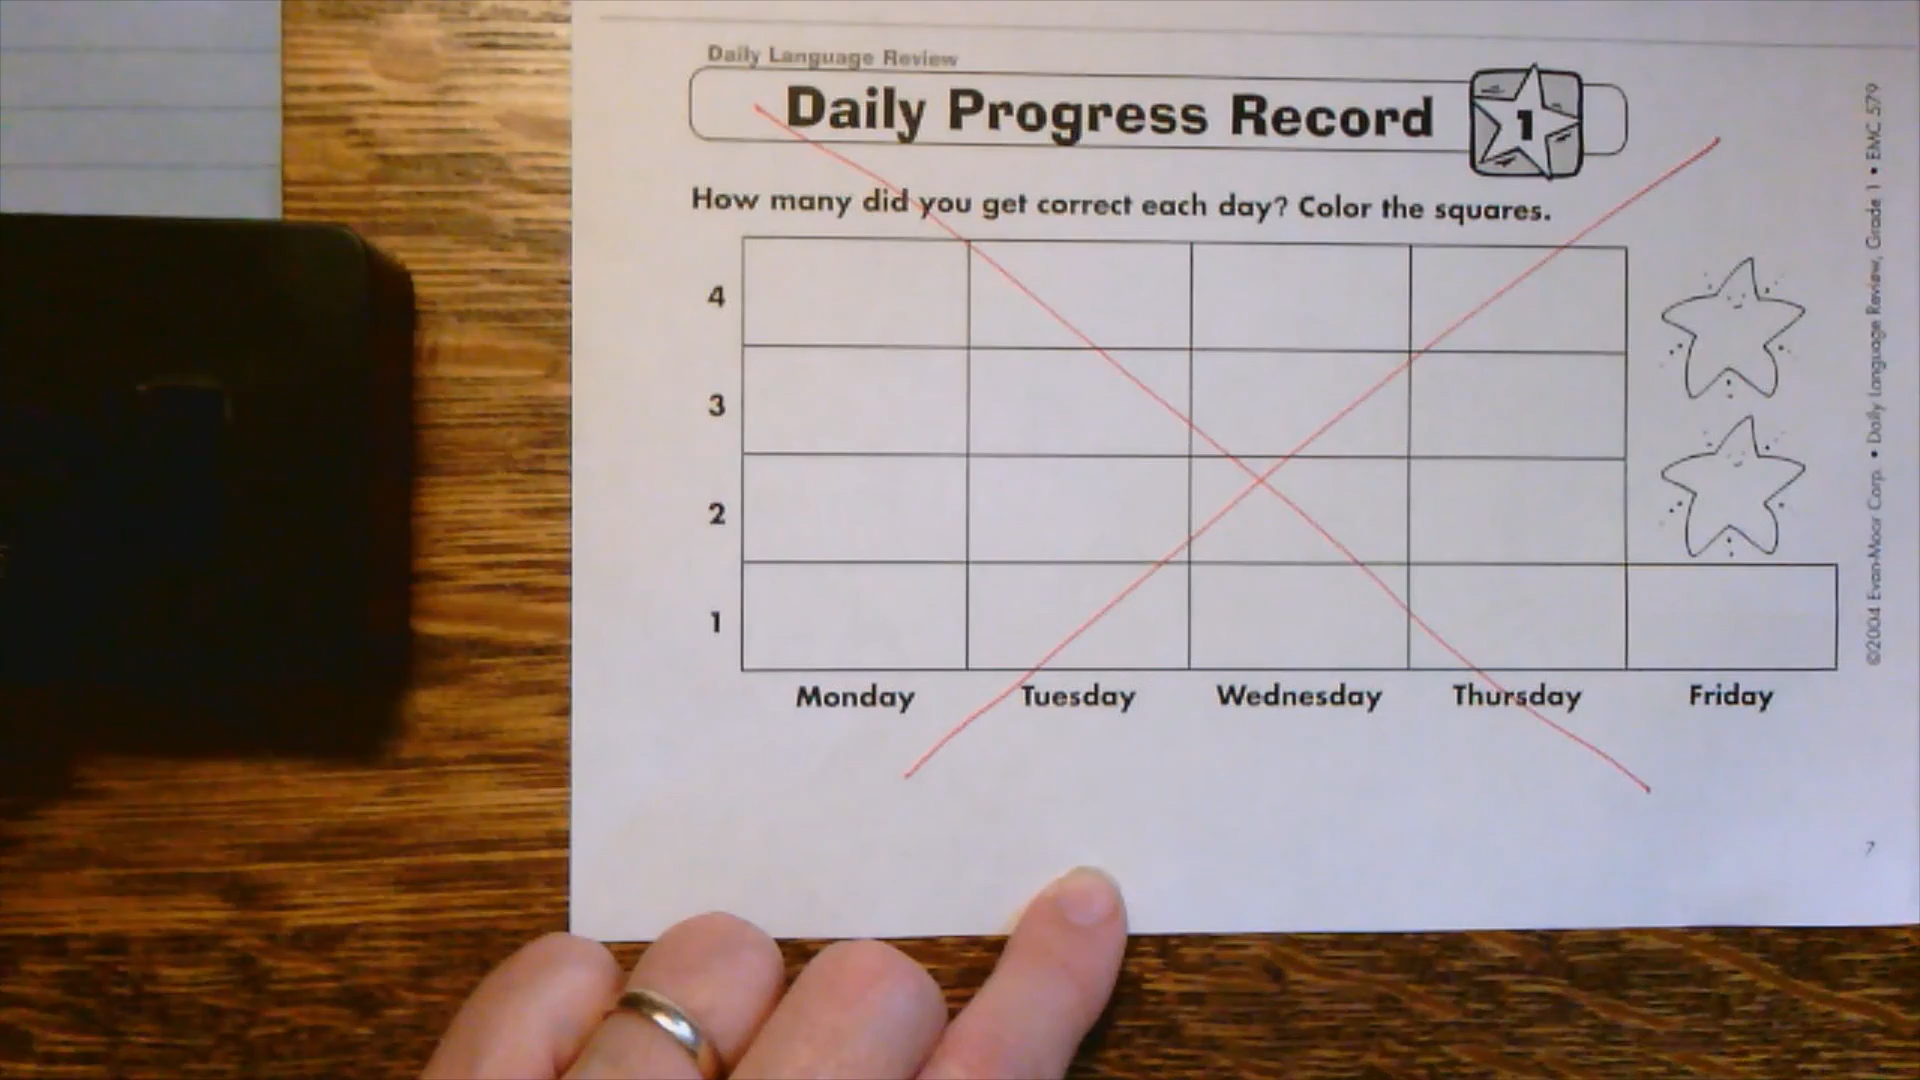 Daily Language Review
Daily Progress Record 1
How many did you get correct each day? Color the squares.
4
3
2
1
Monday Tuesday Wednesday Thursday Friday
©2004 Evan-Moor Corp. • Daily Language Review, Grade 1 • EMC 579
7